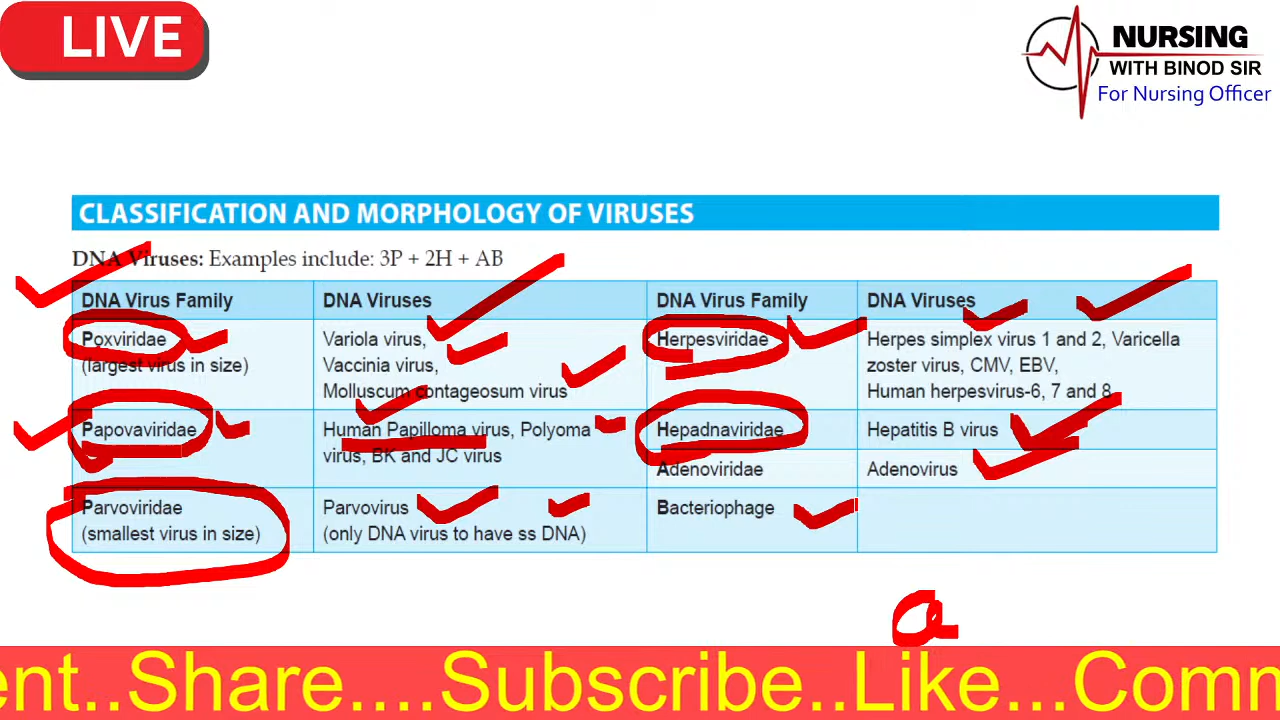 LIVE
NURSING
WITH BINOD SIR
For Nursing Officer
CLASSIFICATION AND MORPHOLOGY OF VIRUSES
DNA Viruses: Examples include: 3P + 2H + AB
DNA Virus Family DNA Viruses DNA Virus Family DNA Viruses
Poxviridae
(largest virus in size)
Variola virus,
Vaccinia virus,
Molluscum contageosum virus
Herpesviridae
Herpes simplex virus 1 and 2, Varicella
zoster virus, CMV, EBV,
Human herpesvirus-6, 7 and 8
Papovaviridae
Human Papilloma virus, Polyoma
virus, BK and JC virus
Hepadnaviridae
Hepatitis B virus
Adenoviridae
Adenovirus
Parvoviridae
(smallest virus in size)
Parvovirus
(only DNA virus to have ss DNA)
Bacteriophage
a
ent..Share....Subscribe..Like...Comm